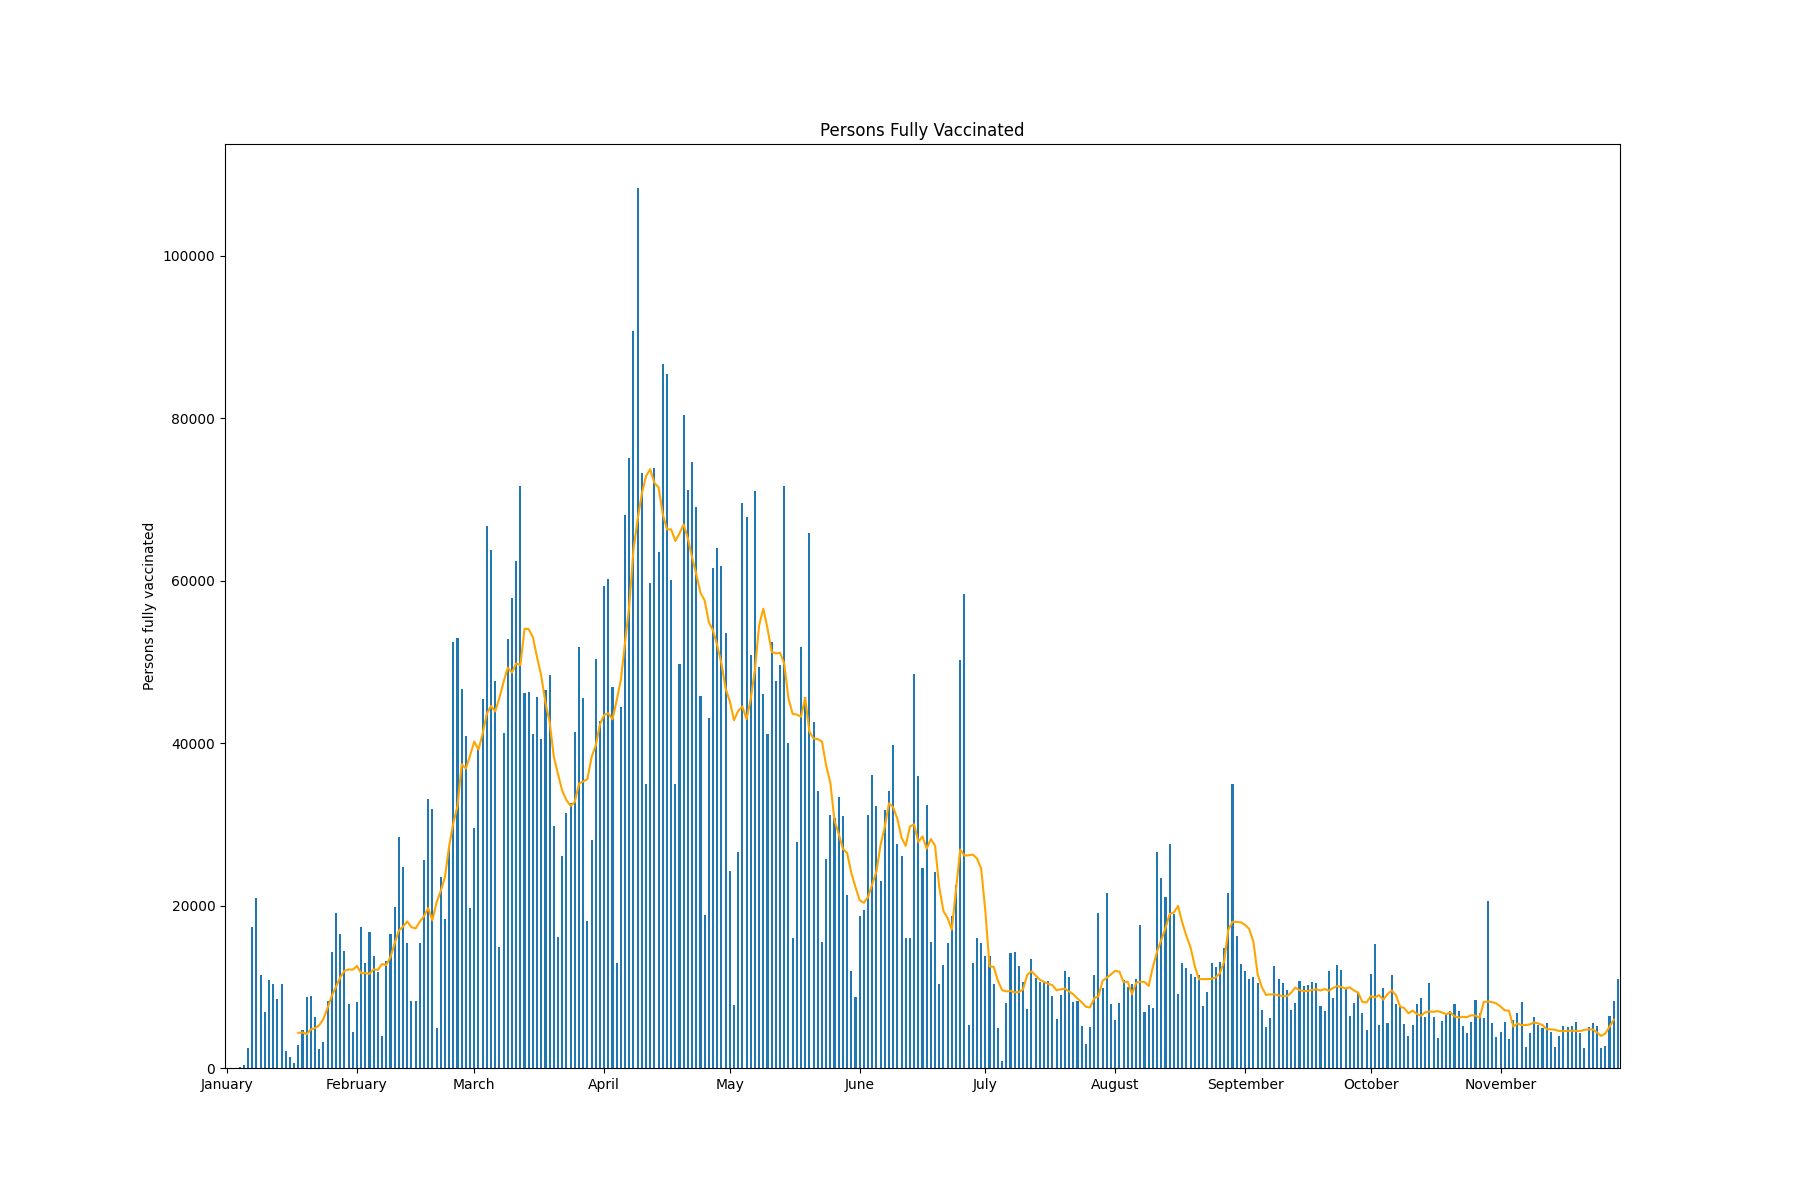 Persons Fully Vaccinated
Persons fully vaccinated
100000
80000
60000
40000
20000
0
January February March April May June July August September October November